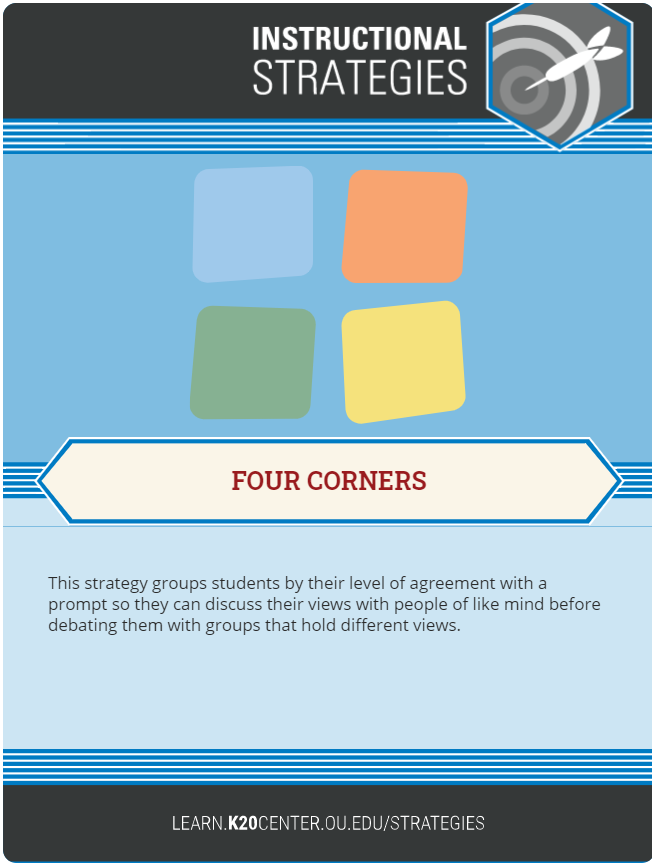 INSTRUCTIONAL
STRATEGIES
FOUR CORNERS
This strategy groups students by their level of agreement with a
prompt so they can discuss their views with people of like mind before
debating them with groups that hold different views.
LEARN.K20CENTER.OU.EDU/STRATEGIES